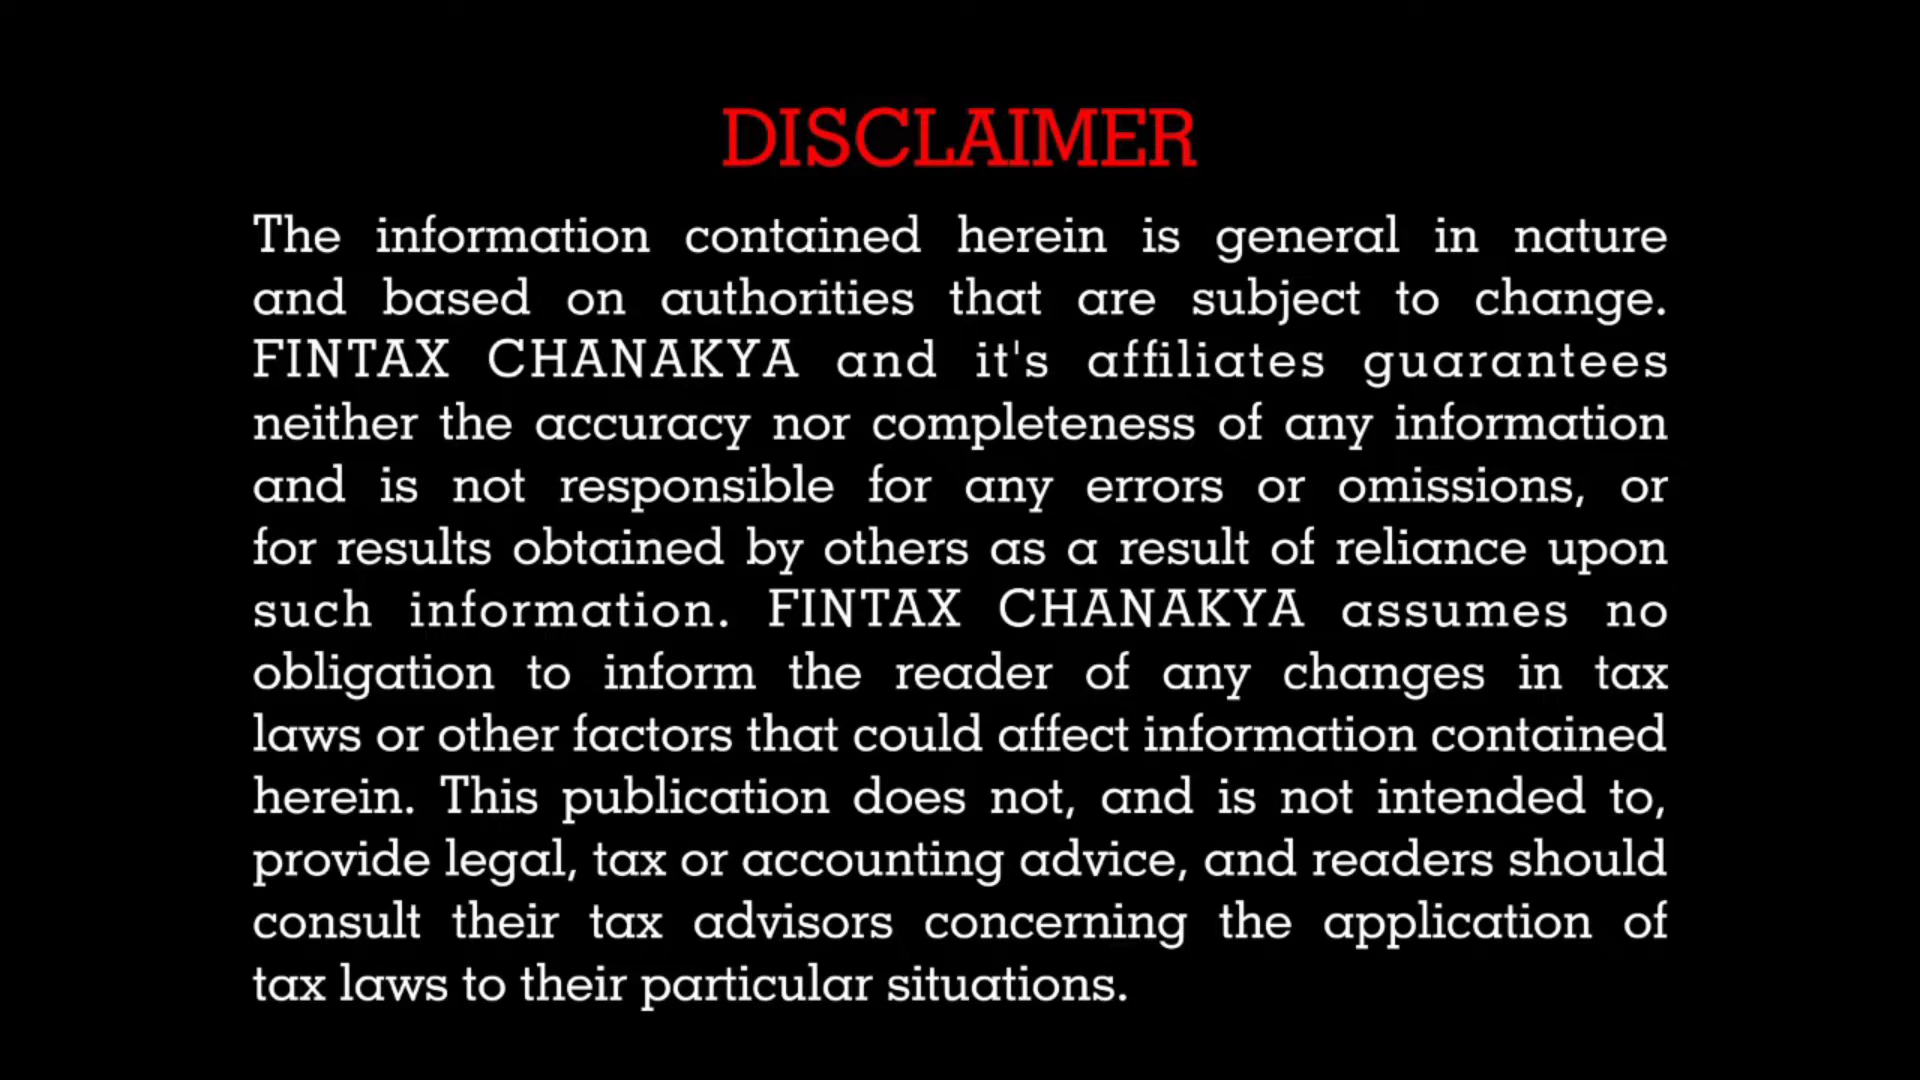 DISCLAIMER
The information contained herein is general in nature
and based on authorities that are subject to change.
FINTAX CHANAKYA and it's affiliates guarantees
neither the accuracy nor completeness of any information
and is not responsible for any errors or omissions, or
for results obtained by others as a result of reliance upon
such information. FINTAX CHANAKYA assumes no
obligation to inform the reader of any changes in tax
laws or other factors that could affect information contained
herein. This publication does not, and is not intended to,
provide legal, tax or accounting advice, and readers should
consult their tax advisors concerning the application of
tax laws to their particular situations.